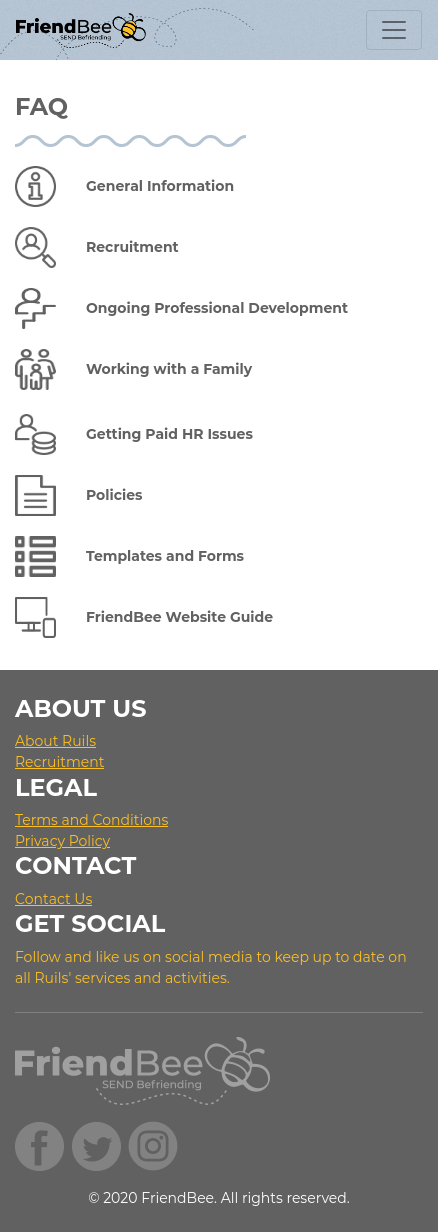 FriendBee
SEND Befriending
FAQ
General Information
Recruitment
Ongoing Professional Development
Working with a Family
Getting Paid HR Issues
Policies
Templates and Forms
FriendBee Website Guide
ABOUT US
About Ruils
Recruitment
LEGAL
Terms and Conditions
Privacy Policy
CONTACT
Contact Us
GET SOCIAL
Follow and like us on social media to keep up to date on
all Ruils' services and activities.
FriendBee
SEND Befriending
© 2020 FriendBee. All rights reserved.